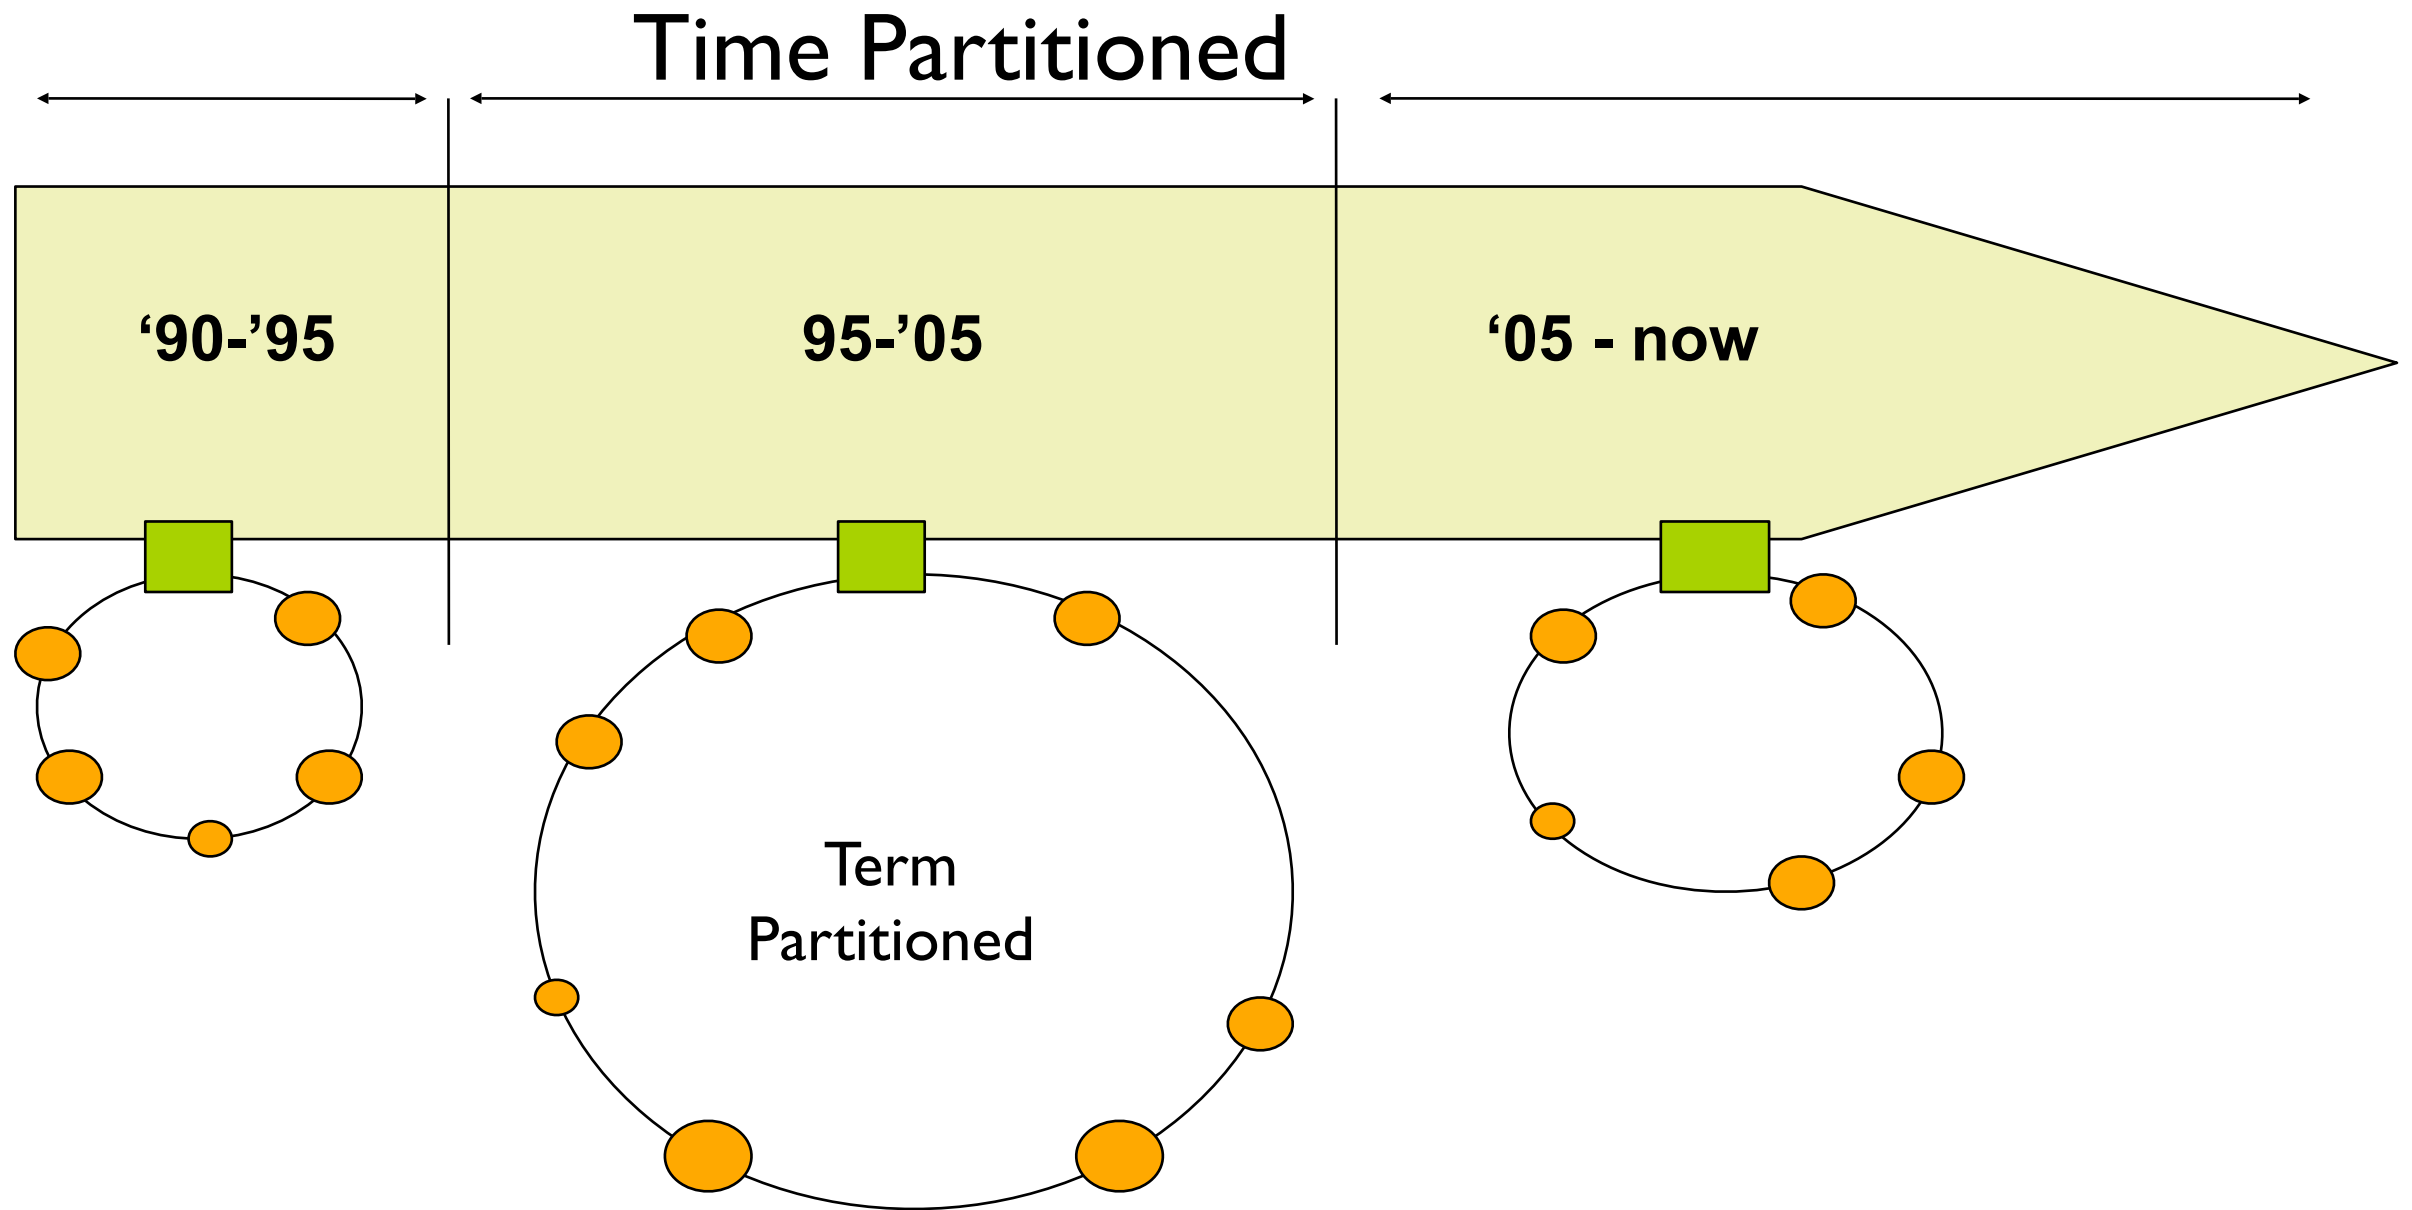 Time Partitioned
‘90-’95
95-’05
‘05 - now
Term
Partitioned